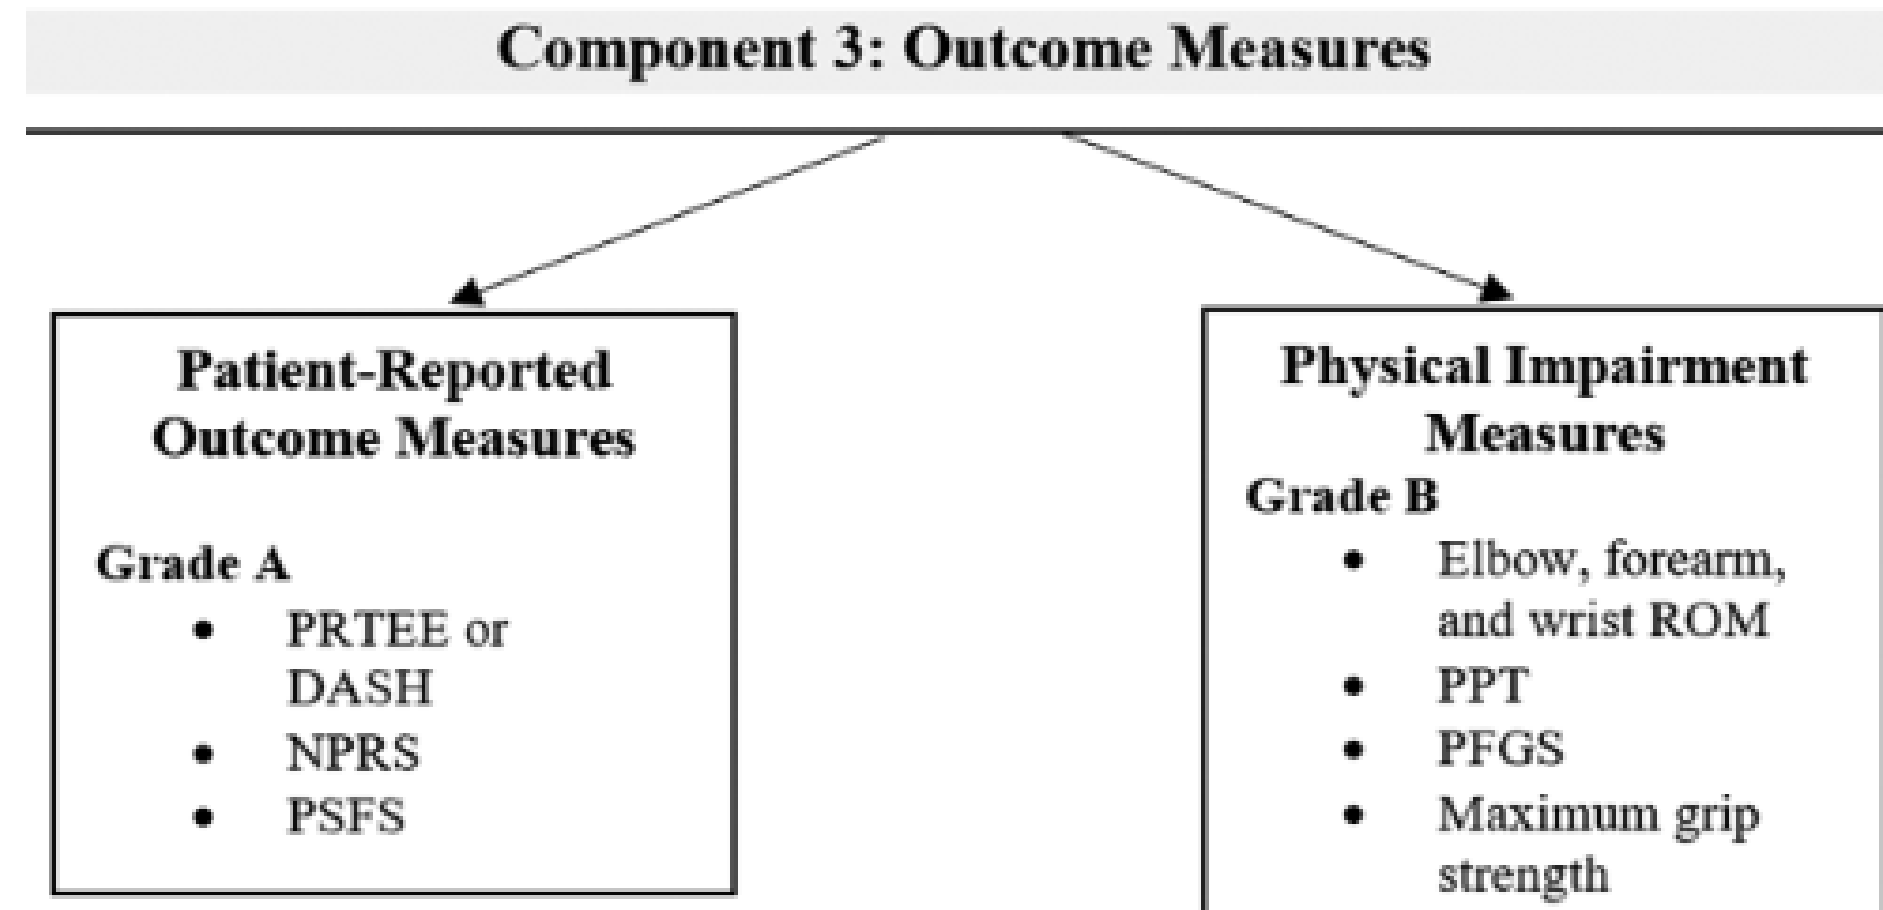 Component 3: Outcome Measures
Patient-Reported
Outcome Measures
Grade A
• PRTEE or
DASH
• NPRS
• PSFS
Physical Impairment
Measures
Grade B
• Elbow, forearm,
and wrist ROM
• PPT
• PFGS
• Maximum grip
strength